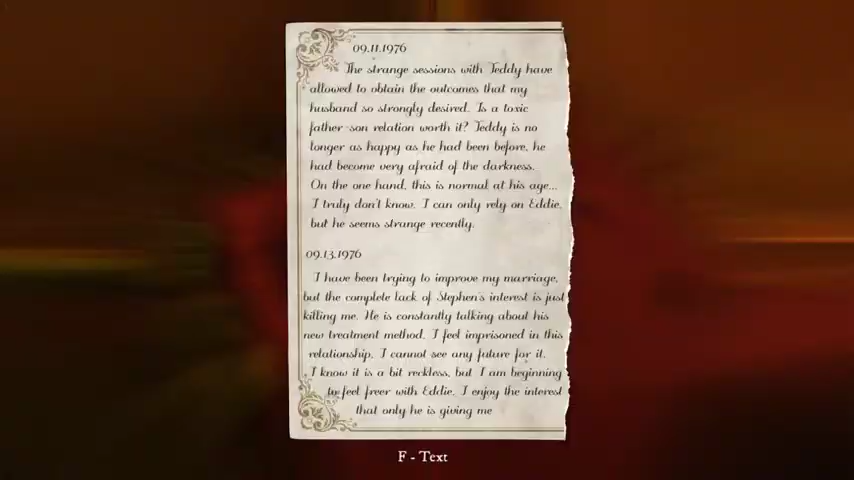 09.11.1976
The strange sessions with Teddy have
allowed to obtain the outcomes that my
husband so strongly desired. Is a toxic
father-son relation worth it? Teddy is no
longer as happy as he had been before, he
had become very afraid of the darkness.
On the one hand, this is normal at his age...
I truly don't know. I can only rely on Eddie,
but he seems strange recently.
09.13.1976
I have been trying to improve my marriage,
but the complete lack of Stephen's interest is just
killing me. He is constantly talking about his
new treatment method. I feel imprisoned in this
relationship, I cannot see any future for it.
I know it is a bit reckless, but I am beginning
to feel freer with Eddie. I enjoy the interest
that only he is giving me
F - Text